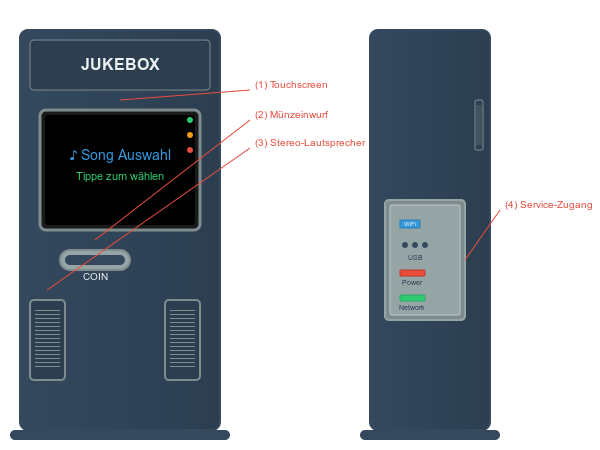 JUKEBOX
(1) Touchscreen
(2) Münzeinwurf
(3) Stereo-Lautsprecher
♪ Song Auswahl
Tippe zum wählen
COIN
(4) Service-Zugang
WiFi
USB
Power
Network